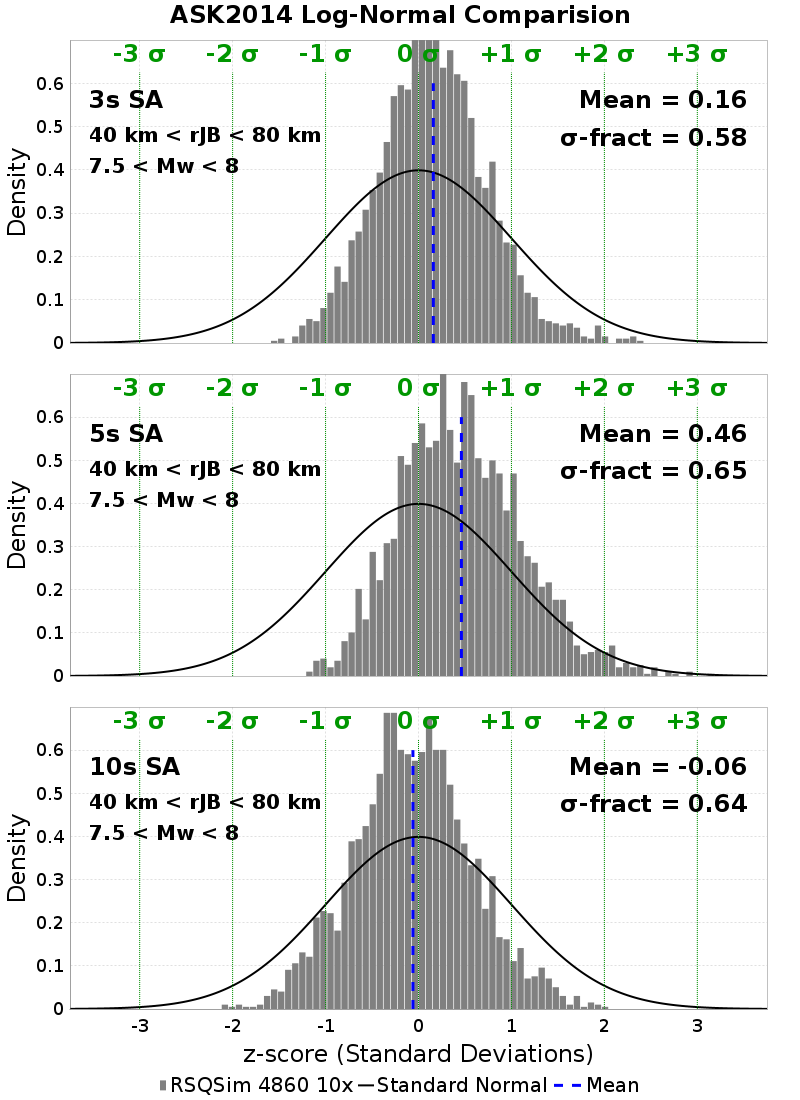 ASK2014 Log-Normal Comparision
-3 σ -2 σ -1 σ 0 σ +1 σ +2 σ +3 σ
3s SA
40 km < rJB < 80 km
7.5 < Mw < 8
Mean = 0.16
σ-fract = 0.58
Density
0.6
0.5
0.4
0.3
0.2
0.1
0
-3 σ -2 σ -1 σ 0 σ +1 σ +2 σ +3 σ
5s SA
40 km < rJB < 80 km
7.5 < Mw < 8
Mean = 0.46
σ-fract = 0.65
Density
0.6
0.5
0.4
0.3
0.2
0.1
0
-3 σ -2 σ -1 σ 0 σ +1 σ +2 σ +3 σ
10s SA
40 km < rJB < 80 km
7.5 < Mw < 8
Mean = -0.06
σ-fract = 0.64
Density
0.6
0.5
0.4
0.3
0.2
0.1
0
-3 -2 -1 0 1 2 3
z-score (Standard Deviations)
RSQSim 4860 10x Standard Normal Mean